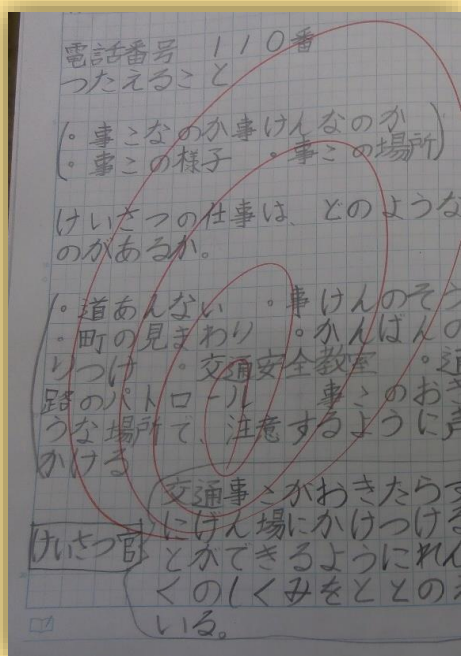 電話番号 110番
つたえること
・事こなのか事けんなのか
・事この様子 ・事この場所
けいさつの仕事は、どのような
のがあるか。
・道あんない ・事けんのそう
・町の見まわり ・かんばんの
りつけ ・交通安全教室 ・通
路のパトロール 事このおき
うな場所で、注意するように声
かける
交通事こがおきたらす
にげん場にかけつける
とができるようにれん
くのしくみをととのえ
いる。
けいさつ官